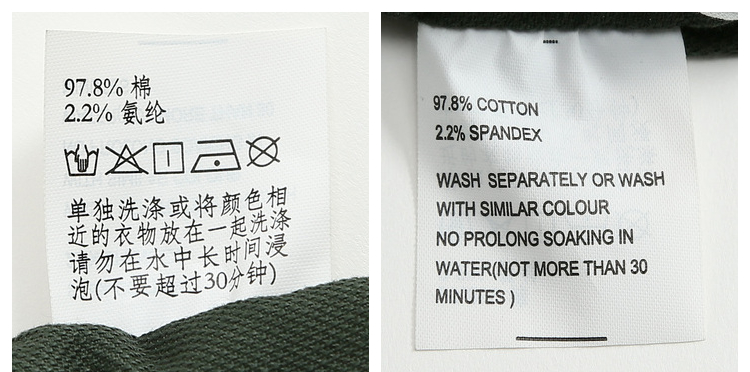 97.8% 棉
2.2% 氨纶
单独洗涤或将颜色相
近的衣物放在一起洗涤
请勿在水中长时间浸
泡(不要超过30分钟)
97.8% COTTON
2.2% SPANDEX
WASH SEPARATELY OR WASH
WITH SIMILAR COLOUR
NO PROLONG SOAKING IN
WATER(NOT MORE THAN 30
MINUTES )